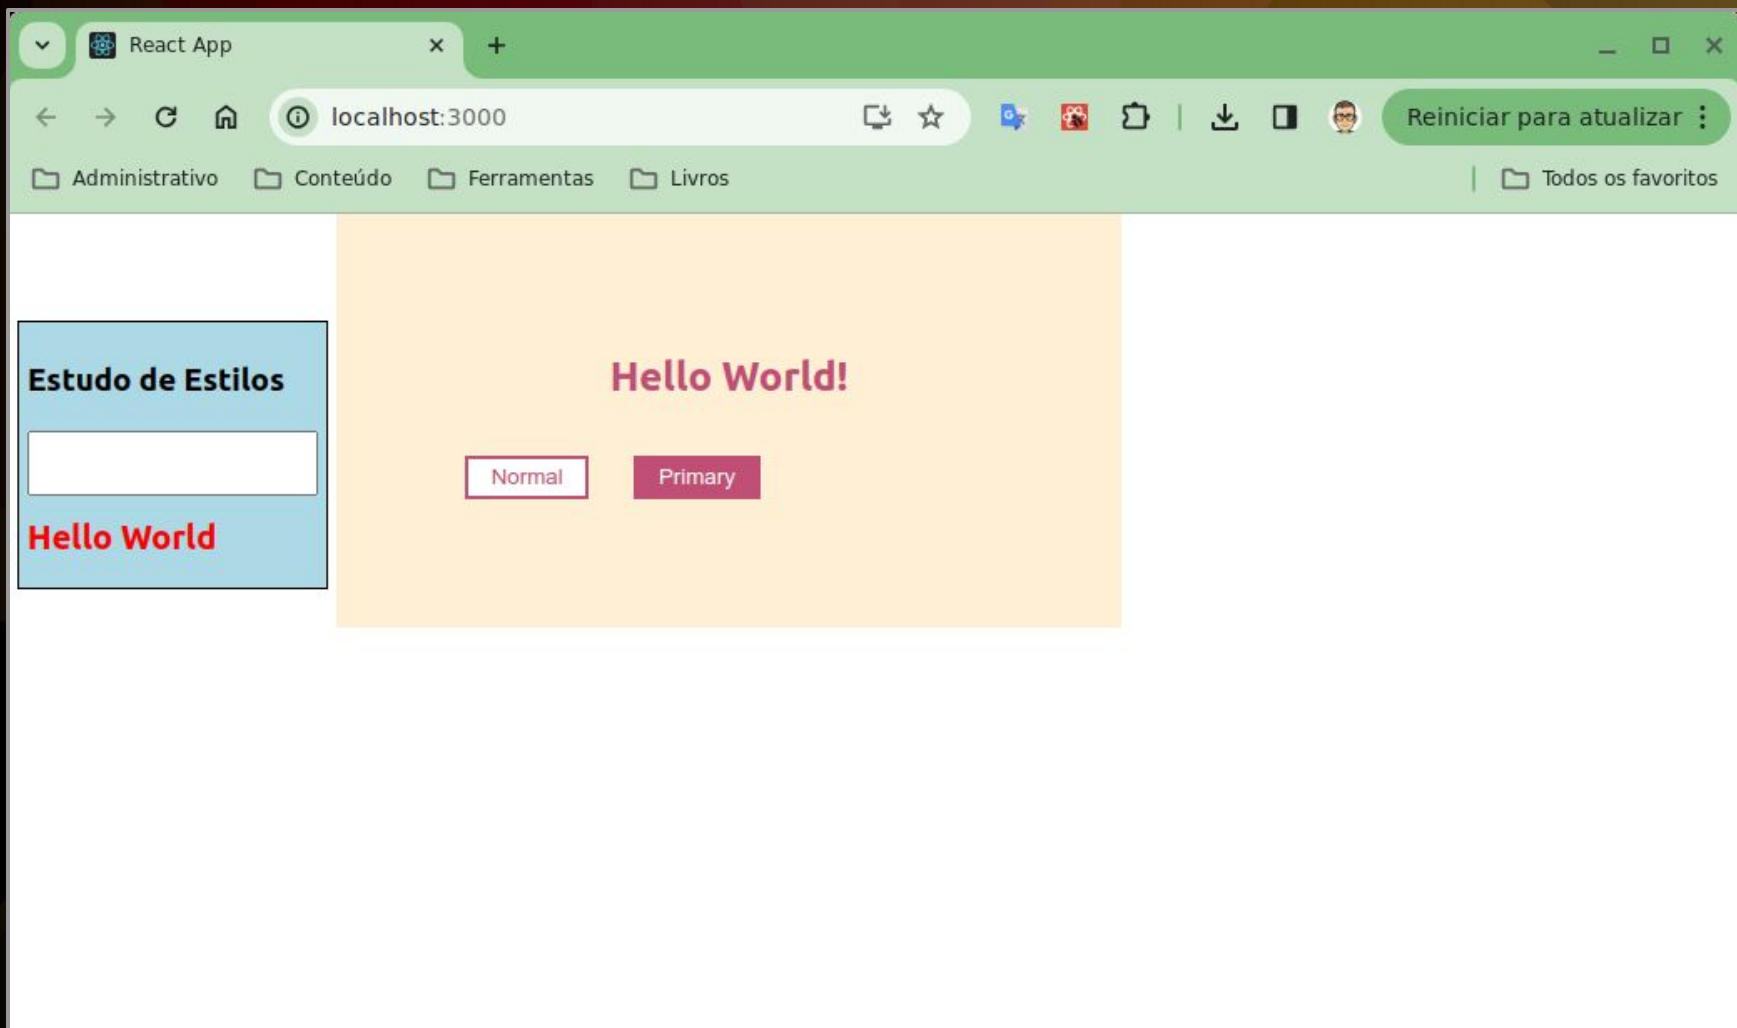 React App
localhost:3000
Reiniciar para atualizar
Administrativo Conteúdo Ferramentas Livros Todos os favoritos
Estudo de Estilos
Hello World
Hello World!
Normal Primary